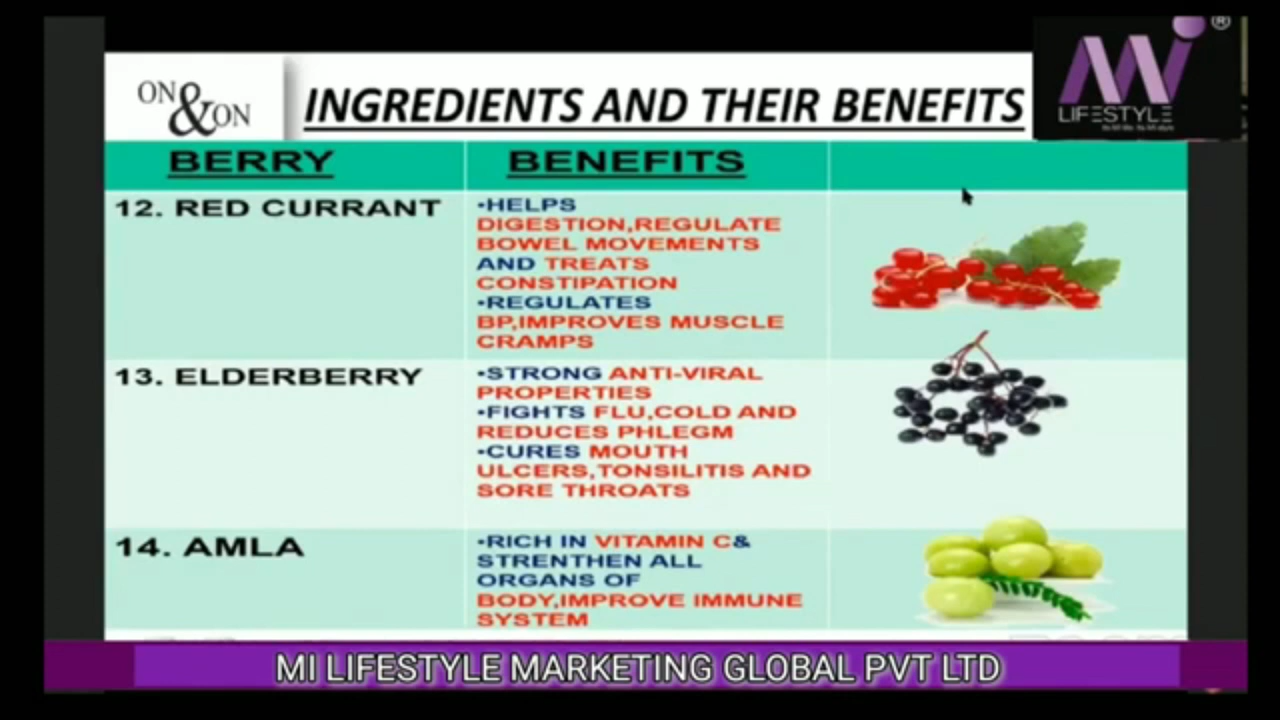 ON & ON
INGREDIENTS AND THEIR BENEFITS
Mi
®
LIFESTYLE
BERRY
BENEFITS
12. RED CURRANT
•HELPS
DIGESTION,REGULATE
BOWEL MOVEMENTS
AND TREATS
CONSTIPATION
•REGULATES
BP,IMPROVES MUSCLE
CRAMPS
13. ELDERBERRY
•STRONG ANTI-VIRAL
PROPERTIES
•FIGHTS FLU,COLD AND
REDUCES PHLEGM
•CURES MOUTH
ULCERS,TONSILITIS AND
SORE THROATS
14. AMLA
•RICH IN VITAMIN C&
STRENTHEN ALL
ORGANS OF
BODY,IMPROVE IMMUNE
SYSTEM
MI LIFESTYLE MARKETING GLOBAL PVT LTD